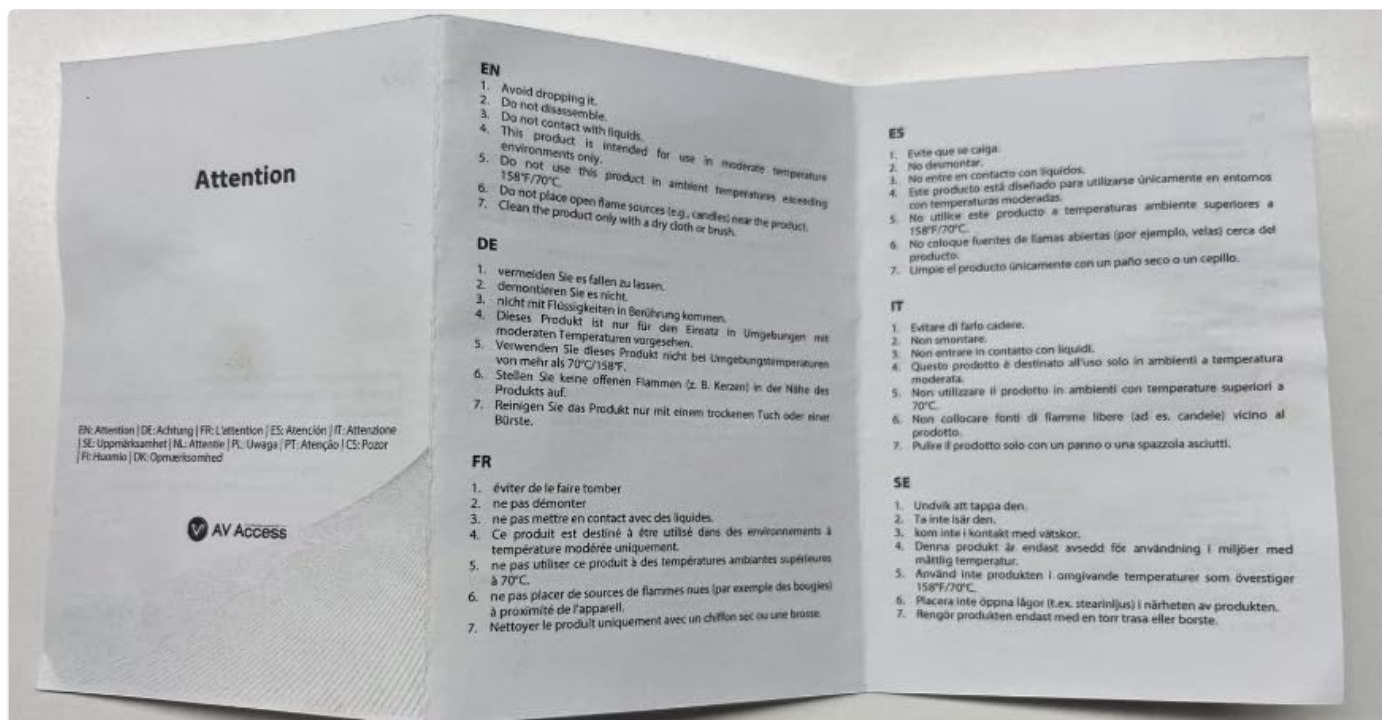 Attention
EN: Attention | DE: Achtung | FR: L'attention | ES: Atención | IT: Attenzione
| SE: Uppmärksamhet | NL: Attentie | PL: Uwaga | PT: Atenção | CS: Pozor
| FI: Huomio | DK: Opmærksomhed
AV Access
EN
1. Avoid dropping it.
2. Do not disassemble.
3. Do not contact with liquids.
4. This product is intended for use in moderate temperature
environments only.
5. Do not use this product in ambient temperatures exceeding
158°F/70°C.
6. Do not place open flame sources (e.g., candles) near the product.
7. Clean the product only with a dry cloth or brush.
DE
1. vermeiden Sie es fallen zu lassen.
2. demontieren Sie es nicht.
3. nicht mit Flüssigkeiten in Berührung kommen.
4. Dieses Produkt ist nur für den Einsatz in Umgebungen mit
moderaten Temperaturen vorgesehen.
5. Verwenden Sie dieses Produkt nicht bei Umgebungstemperaturen
von mehr als 70°C/158°F.
6. Stellen Sie keine offenen Flammen (z. B. Kerzen) in der Nähe des
Produkts auf.
7. Reinigen Sie das Produkt nur mit einem trockenen Tuch oder einer
Bürste.
FR
1. éviter de le faire tomber
2. ne pas démonter
3. ne pas mettre en contact avec des liquides.
4. Ce produit est destiné à être utilisé dans des environnements à
température modérée uniquement.
5. ne pas utiliser ce produit à des températures ambiantes supérieures
à 70°C.
6. ne pas placer de sources de flammes nues (par exemple des bougies)
à proximité de l'appareil.
7. Nettoyer le produit uniquement avec un chiffon sec ou une brosse.
ES
1. Evite que se caiga.
2. No desmontar.
3. No entre en contacto con líquidos.
4. Este producto está diseñado para utilizarse únicamente en entornos
con temperaturas moderadas.
5. No utilice este producto a temperaturas ambiente superiores a
158°F/70°C.
6. No coloque fuentes de llamas abiertas (por ejemplo, velas) cerca del
producto.
7. Limpie el producto únicamente con un paño seco o un cepillo.
IT
1. Evitare di farlo cadere.
2. Non smontare.
3. Non entrare in contatto con liquidi.
4. Questo prodotto è destinato all'uso solo in ambienti a temperatura
moderata.
5. Non utilizzare il prodotto in ambienti con temperature superiori a
70°C.
6. Non collocare fonti di fiamme libere (ad es. candele) vicino al
prodotto.
7. Pulire il prodotto solo con un panno o una spazzola asciutti.
SE
1. Undvik att tappa den.
2. Ta inte isär den.
3. kom inte i kontakt med vätskor.
4. Denna produkt är endast avsedd för användning i miljöer med
måttlig temperatur.
5. Använd inte produkten i omgivande temperaturer som överstiger
158°F/70°C.
6. Placera inte öppna lågor (t.ex. stearinljus) i närheten av produkten.
7. Rengör produkten endast med en torr trasa eller borste.